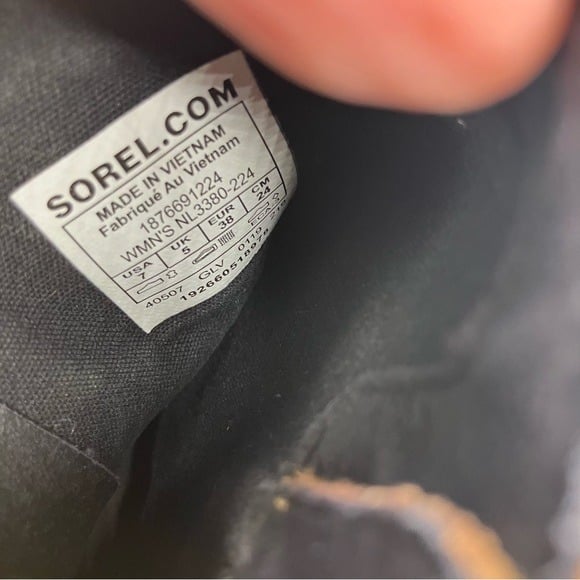 SOREL.COM
MADE IN VIETNAM
Fabriqué Au Vietnam
1876691224
WMN'S NL3380-224
USA UK EUR CM
7 5 38 24
40507 GLV 0119
192660518978